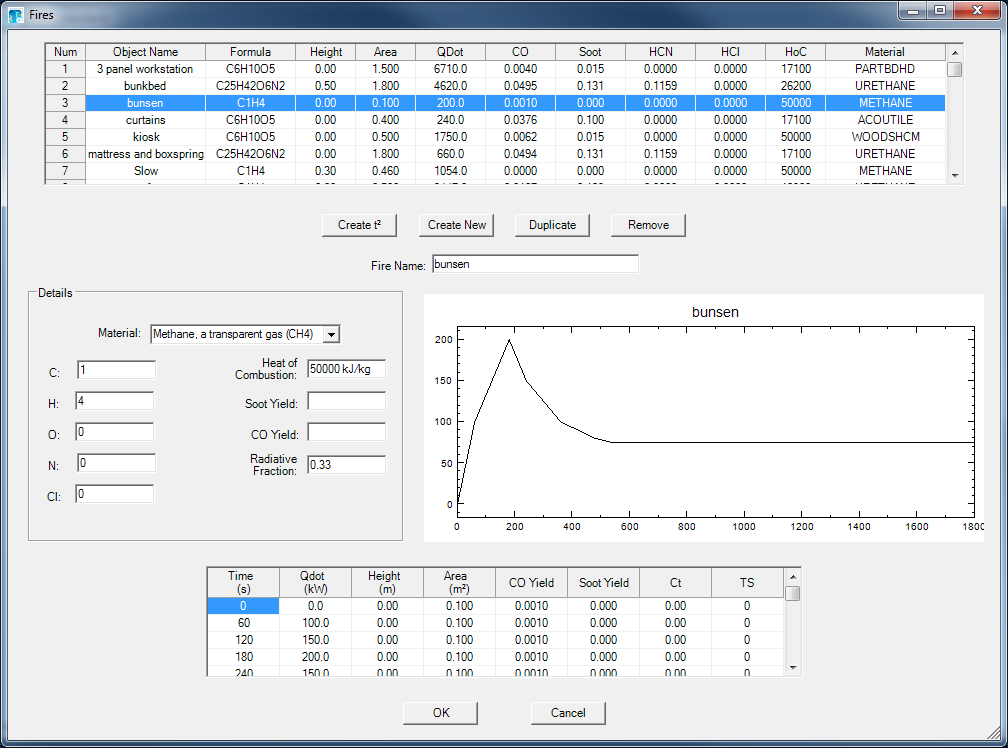 Fires
Num Object Name Formula Height Area QDot CO Soot HCN HCl HoC Material
1 3 panel workstation C6H10O5 0.00 1.500 6710.0 0.0040 0.015 0.0000 0.0000 17100 PARTBDHD
2 bunkbed C25H42O6N2 0.50 1.800 4620.0 0.0495 0.131 0.1159 0.0000 26200 URETHANE
3 bunsen C1H4 0.00 0.100 200.0 0.0010 0.000 0.0000 0.0000 50000 METHANE
4 curtains C6H10O5 0.00 0.400 240.0 0.0376 0.100 0.0000 0.0000 17100 ACOUTILE
5 kiosk C6H10O5 0.00 0.500 1750.0 0.0062 0.015 0.0000 0.0000 50000 WOODSHCM
6 mattress and boxspring C25H42O6N2 0.00 1.800 660.0 0.0494 0.131 0.1159 0.0000 17100 URETHANE
7 Slow C1H4 0.30 0.460 1054.0 0.0000 0.000 0.0000 0.0000 50000 METHANE
Create t² Create New Duplicate Remove
Fire Name: bunsen
Details
Material: Methane, a transparent gas (CH4)
C: 1
H: 4
O: 0
N: 0
Cl: 0
Heat of
Combustion: 50000 kJ/kg
Soot Yield:
CO Yield:
Radiative
Fraction: 0.33
bunsen
200
150
100
50
0
0 200 400 600 800 1000 1200 1400 1600 1800
Time
(s)
Qdot
(kW)
Height
(m)
Area
(m²)
CO Yield Soot Yield Ct TS
0 0.0 0.00 0.100 0.0010 0.000 0.00 0
60 100.0 0.00 0.100 0.0010 0.000 0.00 0
120 150.0 0.00 0.100 0.0010 0.000 0.00 0
180 200.0 0.00 0.100 0.0010 0.000 0.00 0
240 150.0 0.00 0.100 0.0010 0.000 0.00 0
OK Cancel